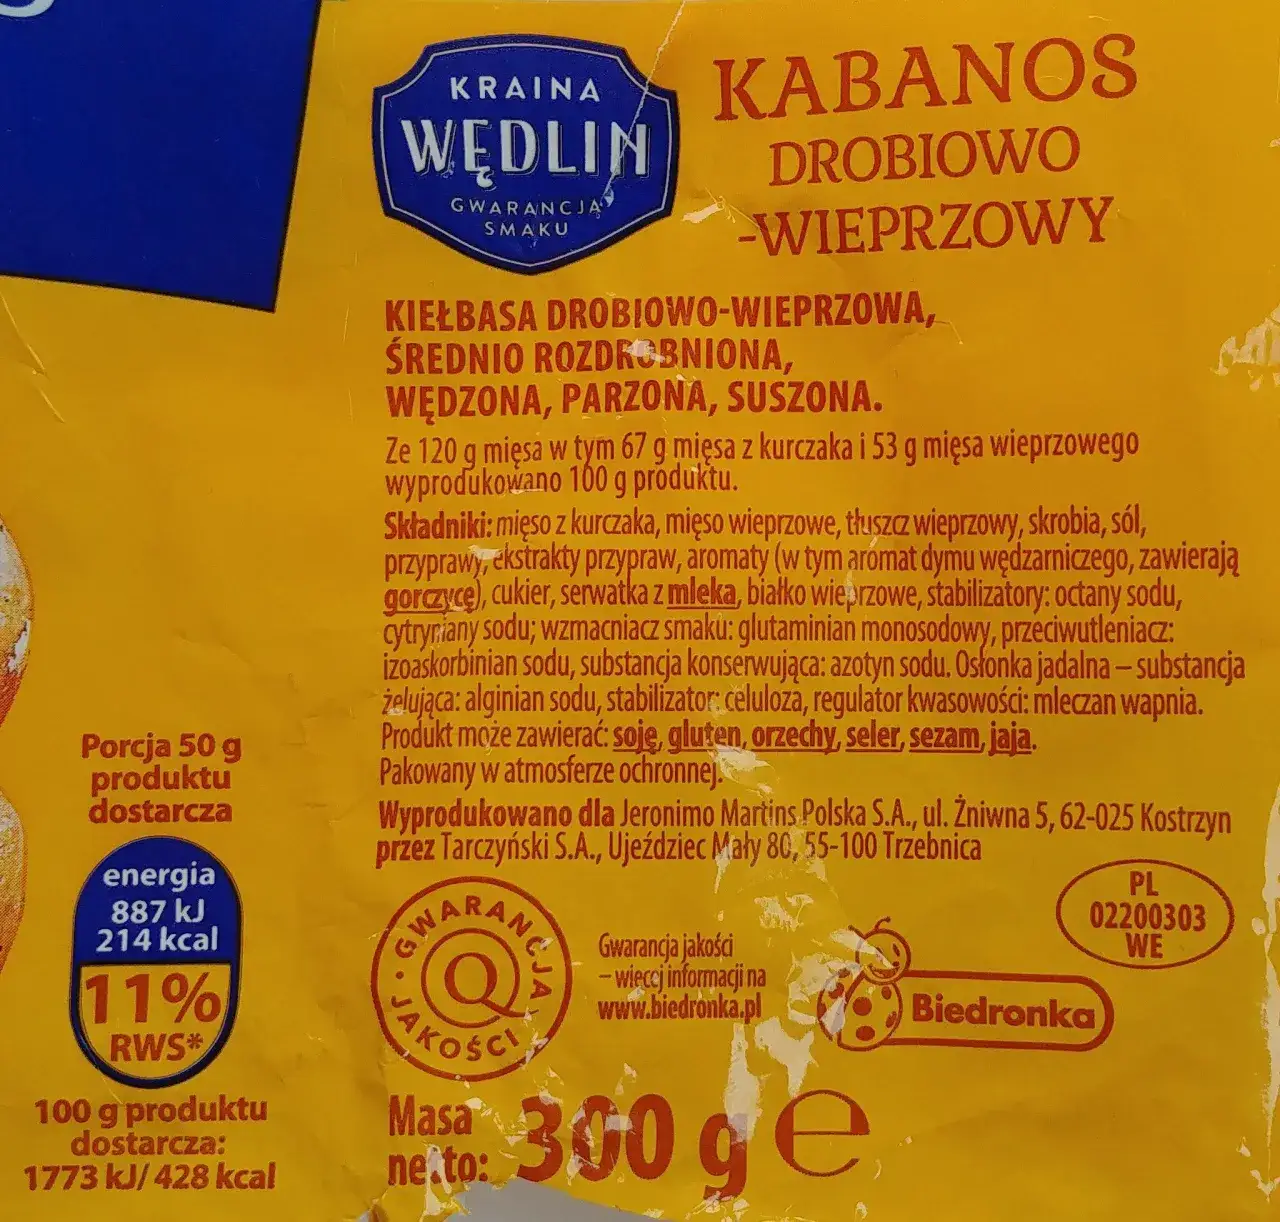 KRAINA
WĘDLIN
GWARANCJA
SMAKU
KABANOS
DROBIOWO
-WIEPRZOWY
KIEŁBASA DROBIOWO-WIEPRZOWA,
ŚREDNIO ROZDROBNIONA,
WĘDZONA, PARZONA, SUSZONA.
Ze 120 g mięsa w tym 67 g mięsa z kurczaka i 53 g mięsa wieprzowego
wyprodukowano 100 g produktu.
Składniki: mięso z kurczaka, mięso wieprzowe, tłuszcz wieprzowy, skrobia, sól,
przyprawy, ekstrakty przypraw, aromaty (w tym aromat dymu wędzarniczego, zawierają
gorczycę), cukier, serwatka z mleka, białko wieprzowe, stabilizatory: octany sodu,
cytryniany sodu; wzmacniacz smaku: glutaminian monosodowy, przeciwutleniacz:
izoaskorbinian sodu, substancja konserwująca: azotyn sodu. Osłonka jadalna – substancja
żelująca: alginian sodu, stabilizator: celuloza, regulator kwasowości: mleczan wapnia.
Produkt może zawierać: soję, gluten, orzechy, seler, sezam, jaja.
Pakowany w atmosferze ochronnej.
Wyprodukowano dla Jeronimo Martins Polska S.A., ul. Żniwna 5, 62-025 Kostrzyn
przez Tarczyński S.A., Ujeździec Mały 80, 55-100 Trzebnica
Porcja 50 g
produktu
dostarcza
energia
887 kJ
214 kcal
11%
RWS*
100 g produktu
dostarcza:
1773 kJ/ 428 kcal
GWARANCJA
Q
JAKOŚCI
Gwarancja jakości
– więcej informacji na
www.biedronka.pl
Biedronka
PL
02200303
WE
Masa
netto: 300 g e